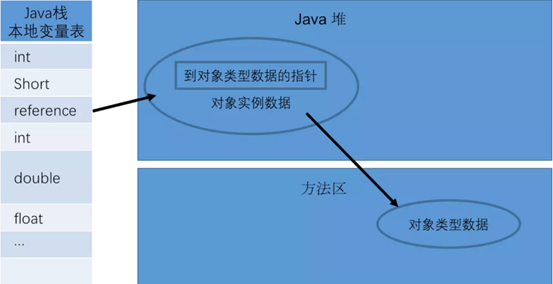 Java栈
本地变量表
int
Short
reference
int
double
float
...
Java 堆
到对象类型数据的指针
对象实例数据
方法区
对象类型数据